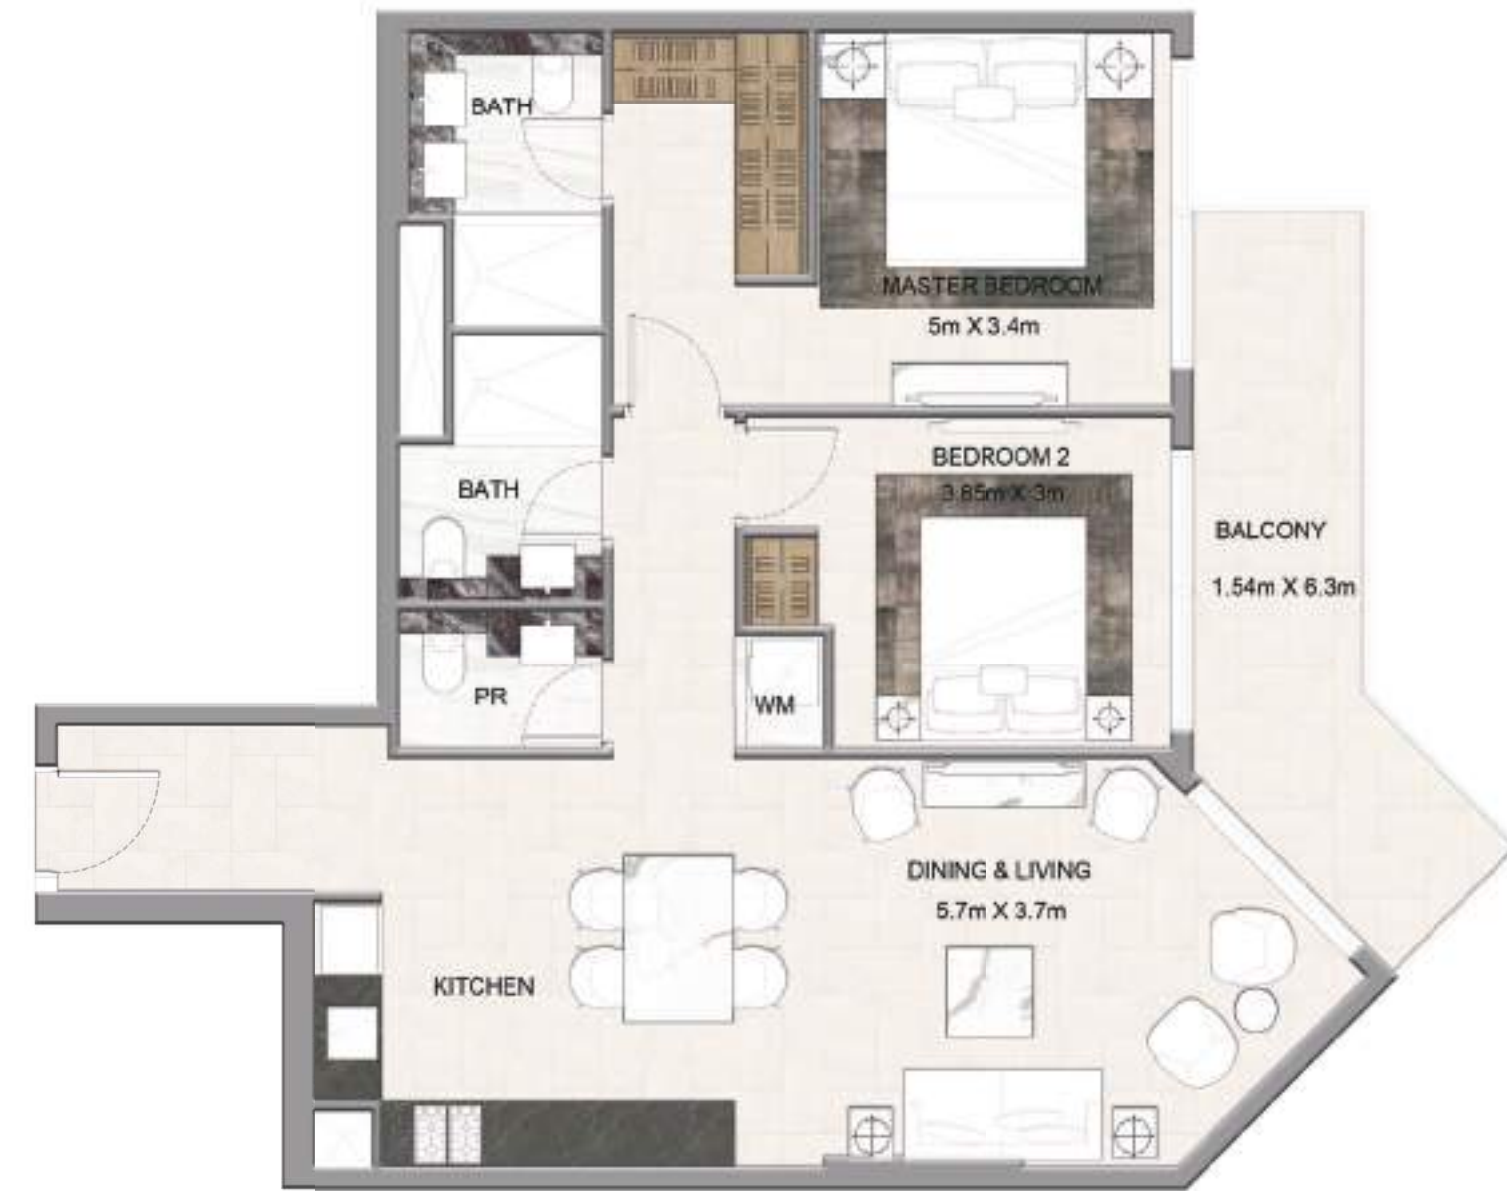 BATH
MASTER BEDROOM
5m X 3.4m
BEDROOM 2
3.85m X 3m
BATH
BALCONY
1.54m X 6.3m
PR
WM
DINING & LIVING
5.7m X 3.7m
KITCHEN